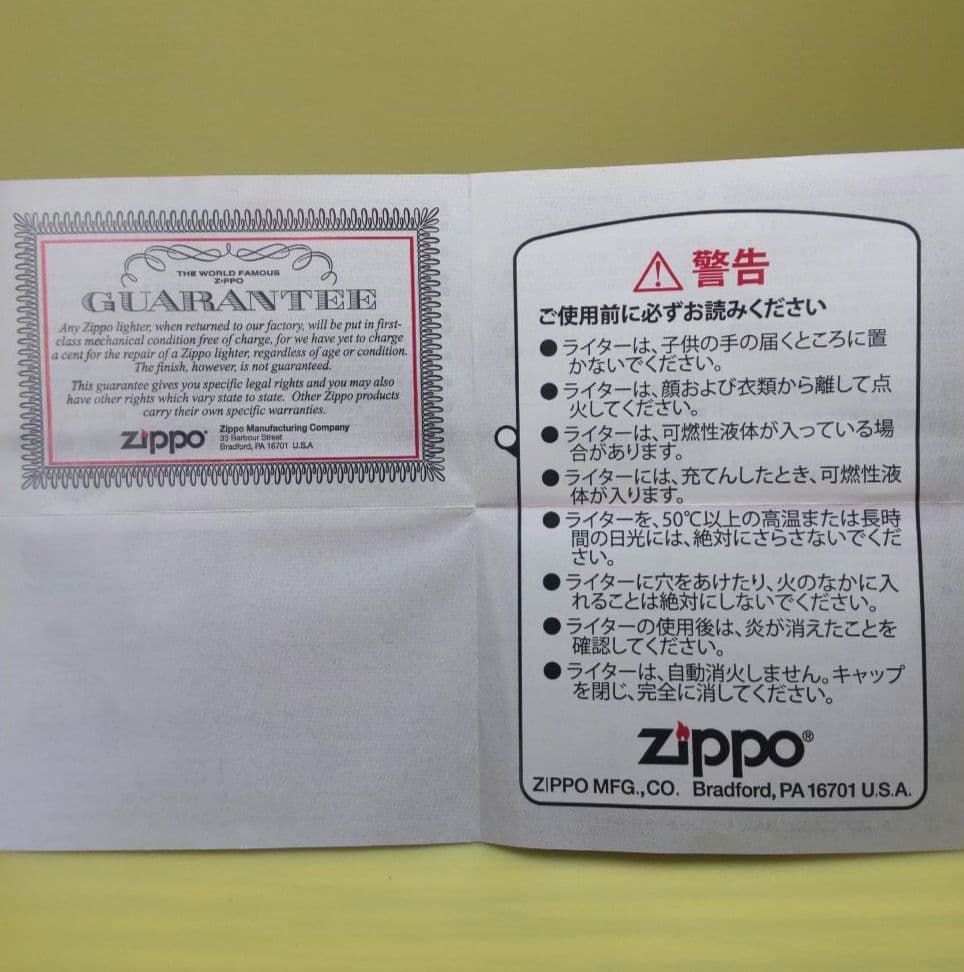 THE WORLD FAMOUS
ZIPPO
GUARANTEE
Any Zippo lighter, when returned to our factory, will be put in first-
class mechanical condition free of charge, for we have yet to charge
a cent for the repair of a Zippo lighter, regardless of age or condition.
The finish, however, is not guaranteed.
This guarantee gives you specific legal rights and you may also
have other rights which vary state to state. Other Zippo products
carry their own specific warranties.
zippo
Zippo Manufacturing Company
33 Barbour Street
Bradford, PA 16701 U.S.A
警告
ご使用前に必ずお読みください
●ライターは、子供の手の届くところに置
かないでください。
●ライターは、顔および衣類から離して点
火してください。
●ライターは、可燃性液体が入っている場
合があります。
●ライターには、充てんしたとき、可燃性液
体が入ります。
●ライターを、50℃以上の高温または長時
間の日光には、絶対にさらさないでくだ
さい。
●ライターに穴をあけたり、火のなかに入
れることは絶対にしないでください。
●ライターの使用後は、炎が消えたことを
確認してください。
●ライターは、自動消火しません。キャップ
を閉じ、完全に消してください。
zippo®
ZIPPO MFG.,CO. Bradford, PA 16701 U.S.A.